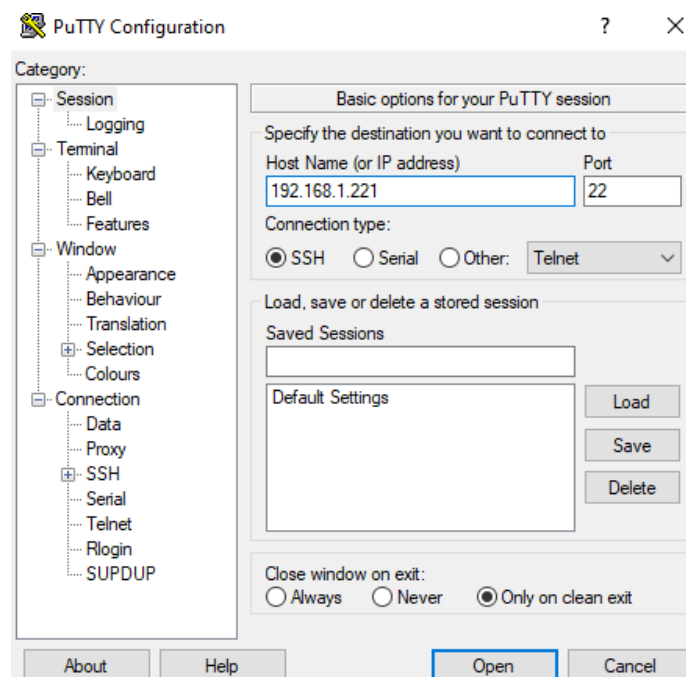 PuTTY Configuration
?
Category:
Session
Logging
Terminal
Keyboard
Bell
Features
Window
Appearance
Behaviour
Translation
Selection
Colours
Connection
Data
Proxy
SSH
Serial
Telnet
Rlogin
SUPDUP
Basic options for your PuTTY session
Specify the destination you want to connect to
Host Name (or IP address) Port
192.168.1.221 22
Connection type:
SSH Serial Other: Telnet
Load, save or delete a stored session
Saved Sessions
Default Settings
Load
Save
Delete
Close window on exit:
Always Never Only on clean exit
About Help Open Cancel